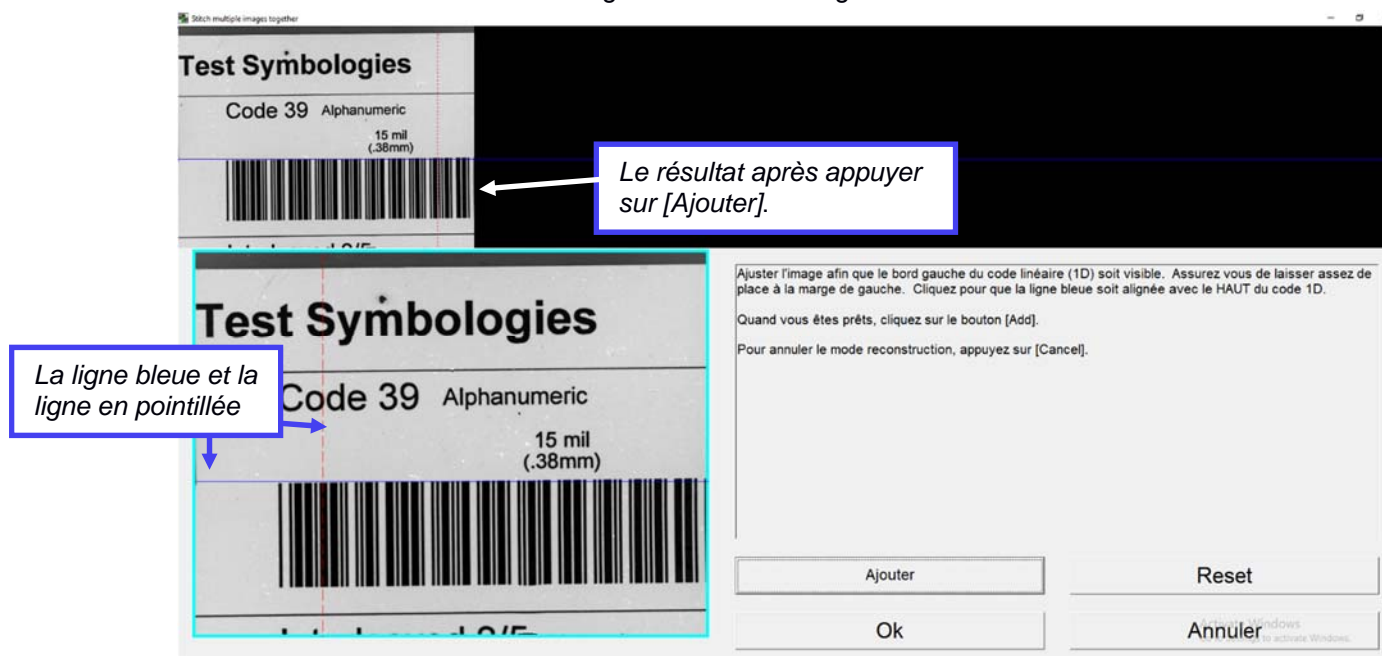 Stitch multiple images together
Test Symbologies
Code 39 Alphanumeric
15 mil
(.38mm)
Le résultat après appuyer
sur [Ajouter].
Test Symbologies
Code 39 Alphanumeric
15 mil
(.38mm)
La ligne bleue et la
ligne en pointillée
Ajuster l'image afin que le bord gauche du code linéaire (1D) soit visible. Assurez vous de laisser assez de
place à la marge de gauche. Cliquez pour que la ligne bleue soit alignée avec le HAUT du code 1D.
Quand vous êtes prêts, cliquez sur le bouton [Add].
Pour annuler le mode reconstruction, appuyez sur [Cancel].
Ajouter
Reset
Ok
Annuler